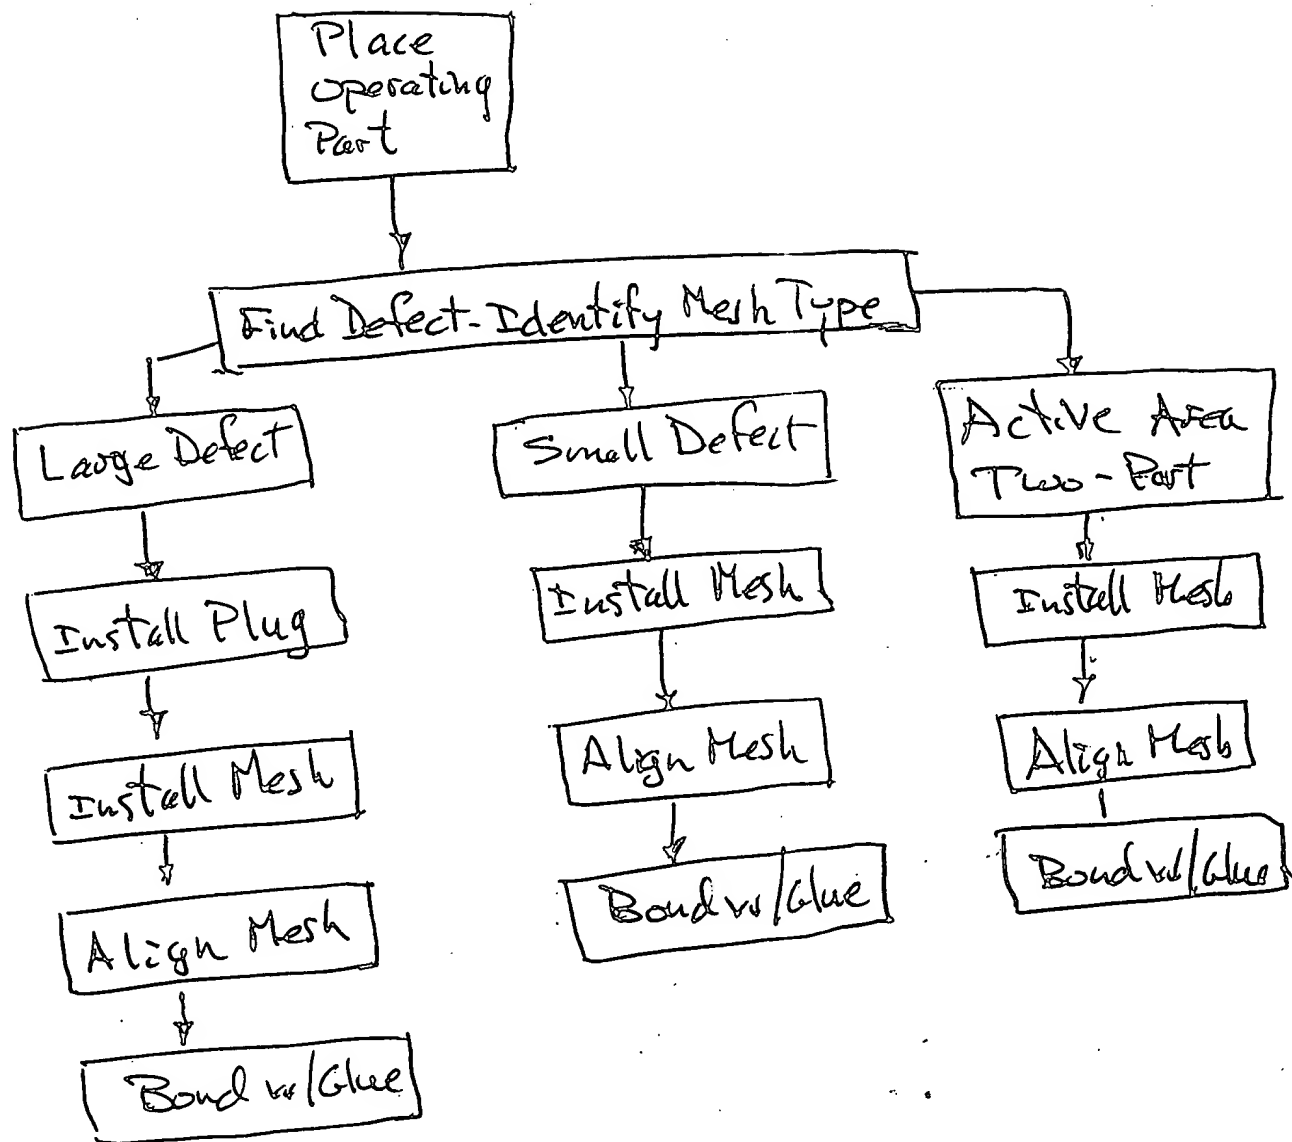 Place
operating
Part
Find Defect-Identify Mesh Type
Large Defect
Install Plug
Install Mesh
Align Mesh
Bond w/Glue
Small Defect
Install Mesh
Align Mesh
Bond w/Glue
Active Area
Two-Part
Install Mesh
Align Mesh
Bond w/Glue